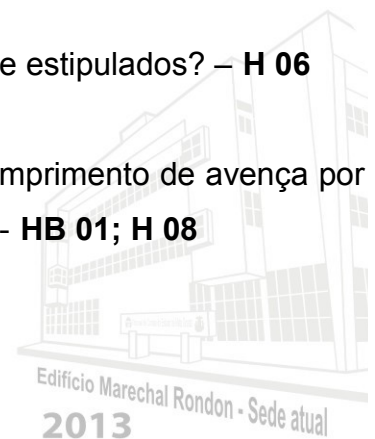 e estipulados? – H 06
mprimento de avença por
- HB 01; H 08
Edifício Marechal Rondon - Sede atual
2013